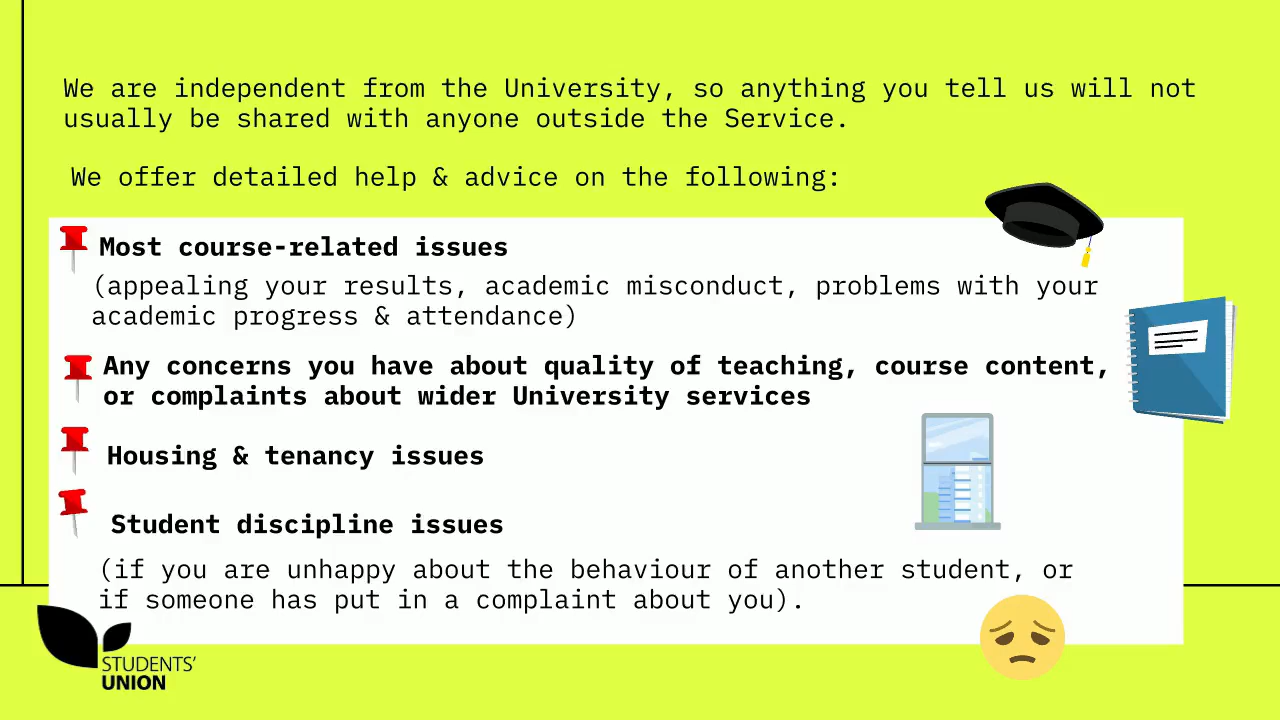 We are independent from the University, so anything you tell us will not
usually be shared with anyone outside the Service.
We offer detailed help & advice on the following:
Most course-related issues
(appealing your results, academic misconduct, problems with your
academic progress & attendance)
Any concerns you have about quality of teaching, course content,
or complaints about wider University services
Housing & tenancy issues
Student discipline issues
(if you are unhappy about the behaviour of another student, or
if someone has put in a complaint about you).
STUDENTS'
UNION